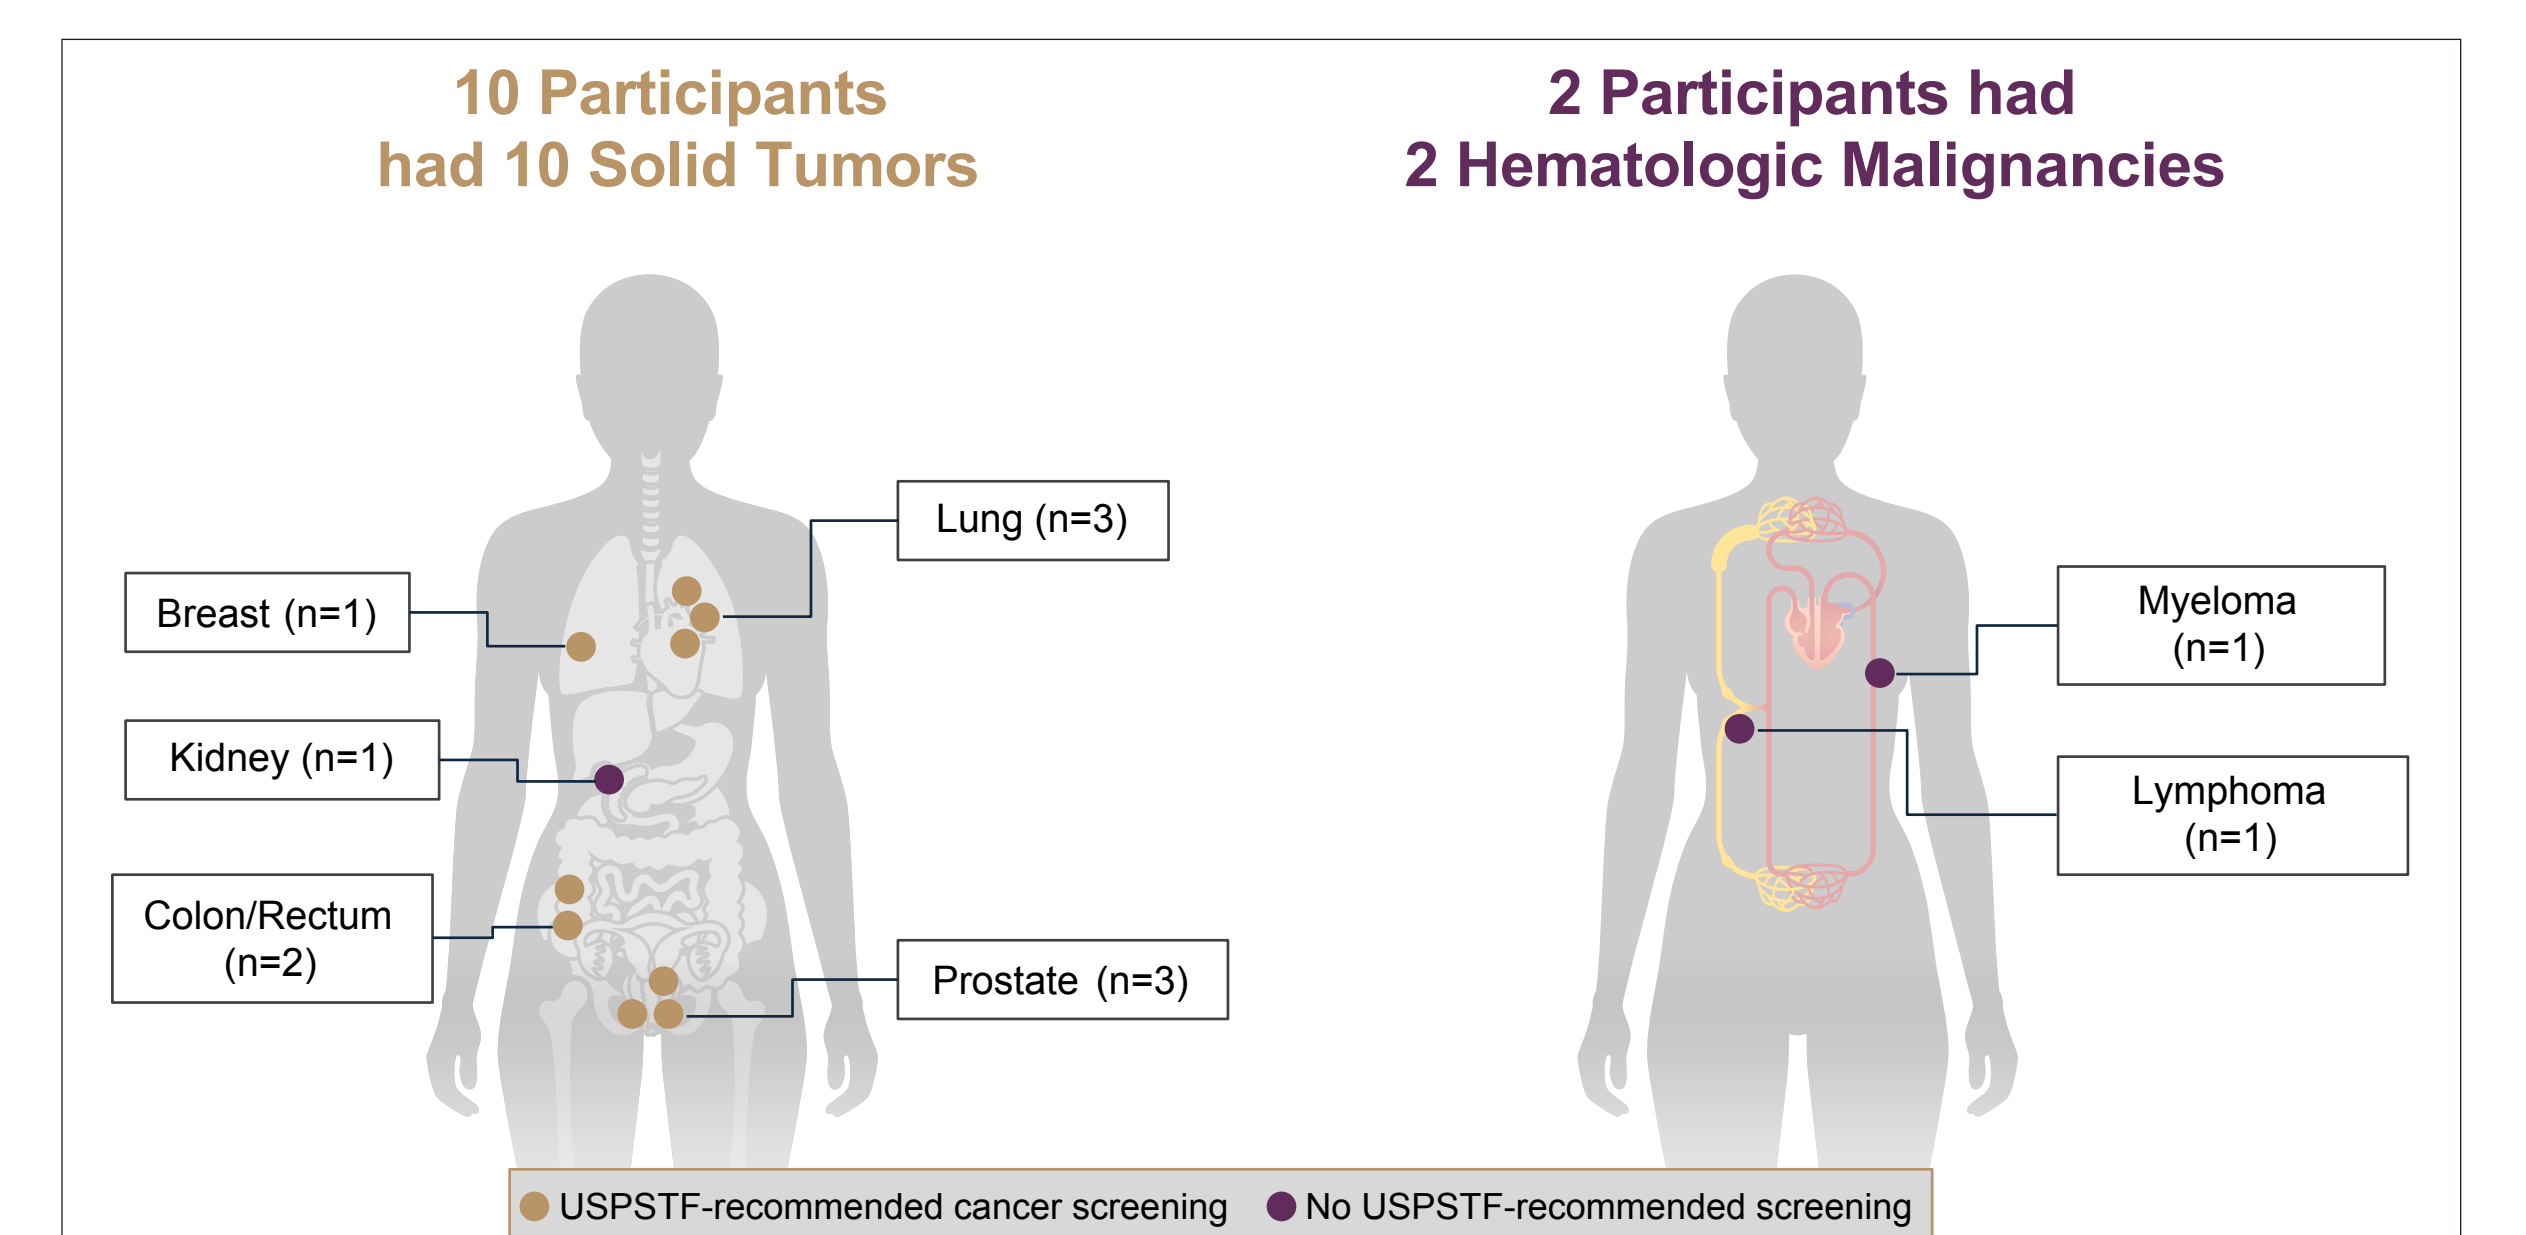 10 Participants
had 10 Solid Tumors
2 Participants had
2 Hematologic Malignancies
Lung (n=3)
Breast (n=1)
Kidney (n=1)
Colon/Rectum
(n=2)
Prostate (n=3)
Myeloma
(n=1)
Lymphoma
(n=1)
USPSTF-recommended cancer screening
No USPSTF-recommended screening